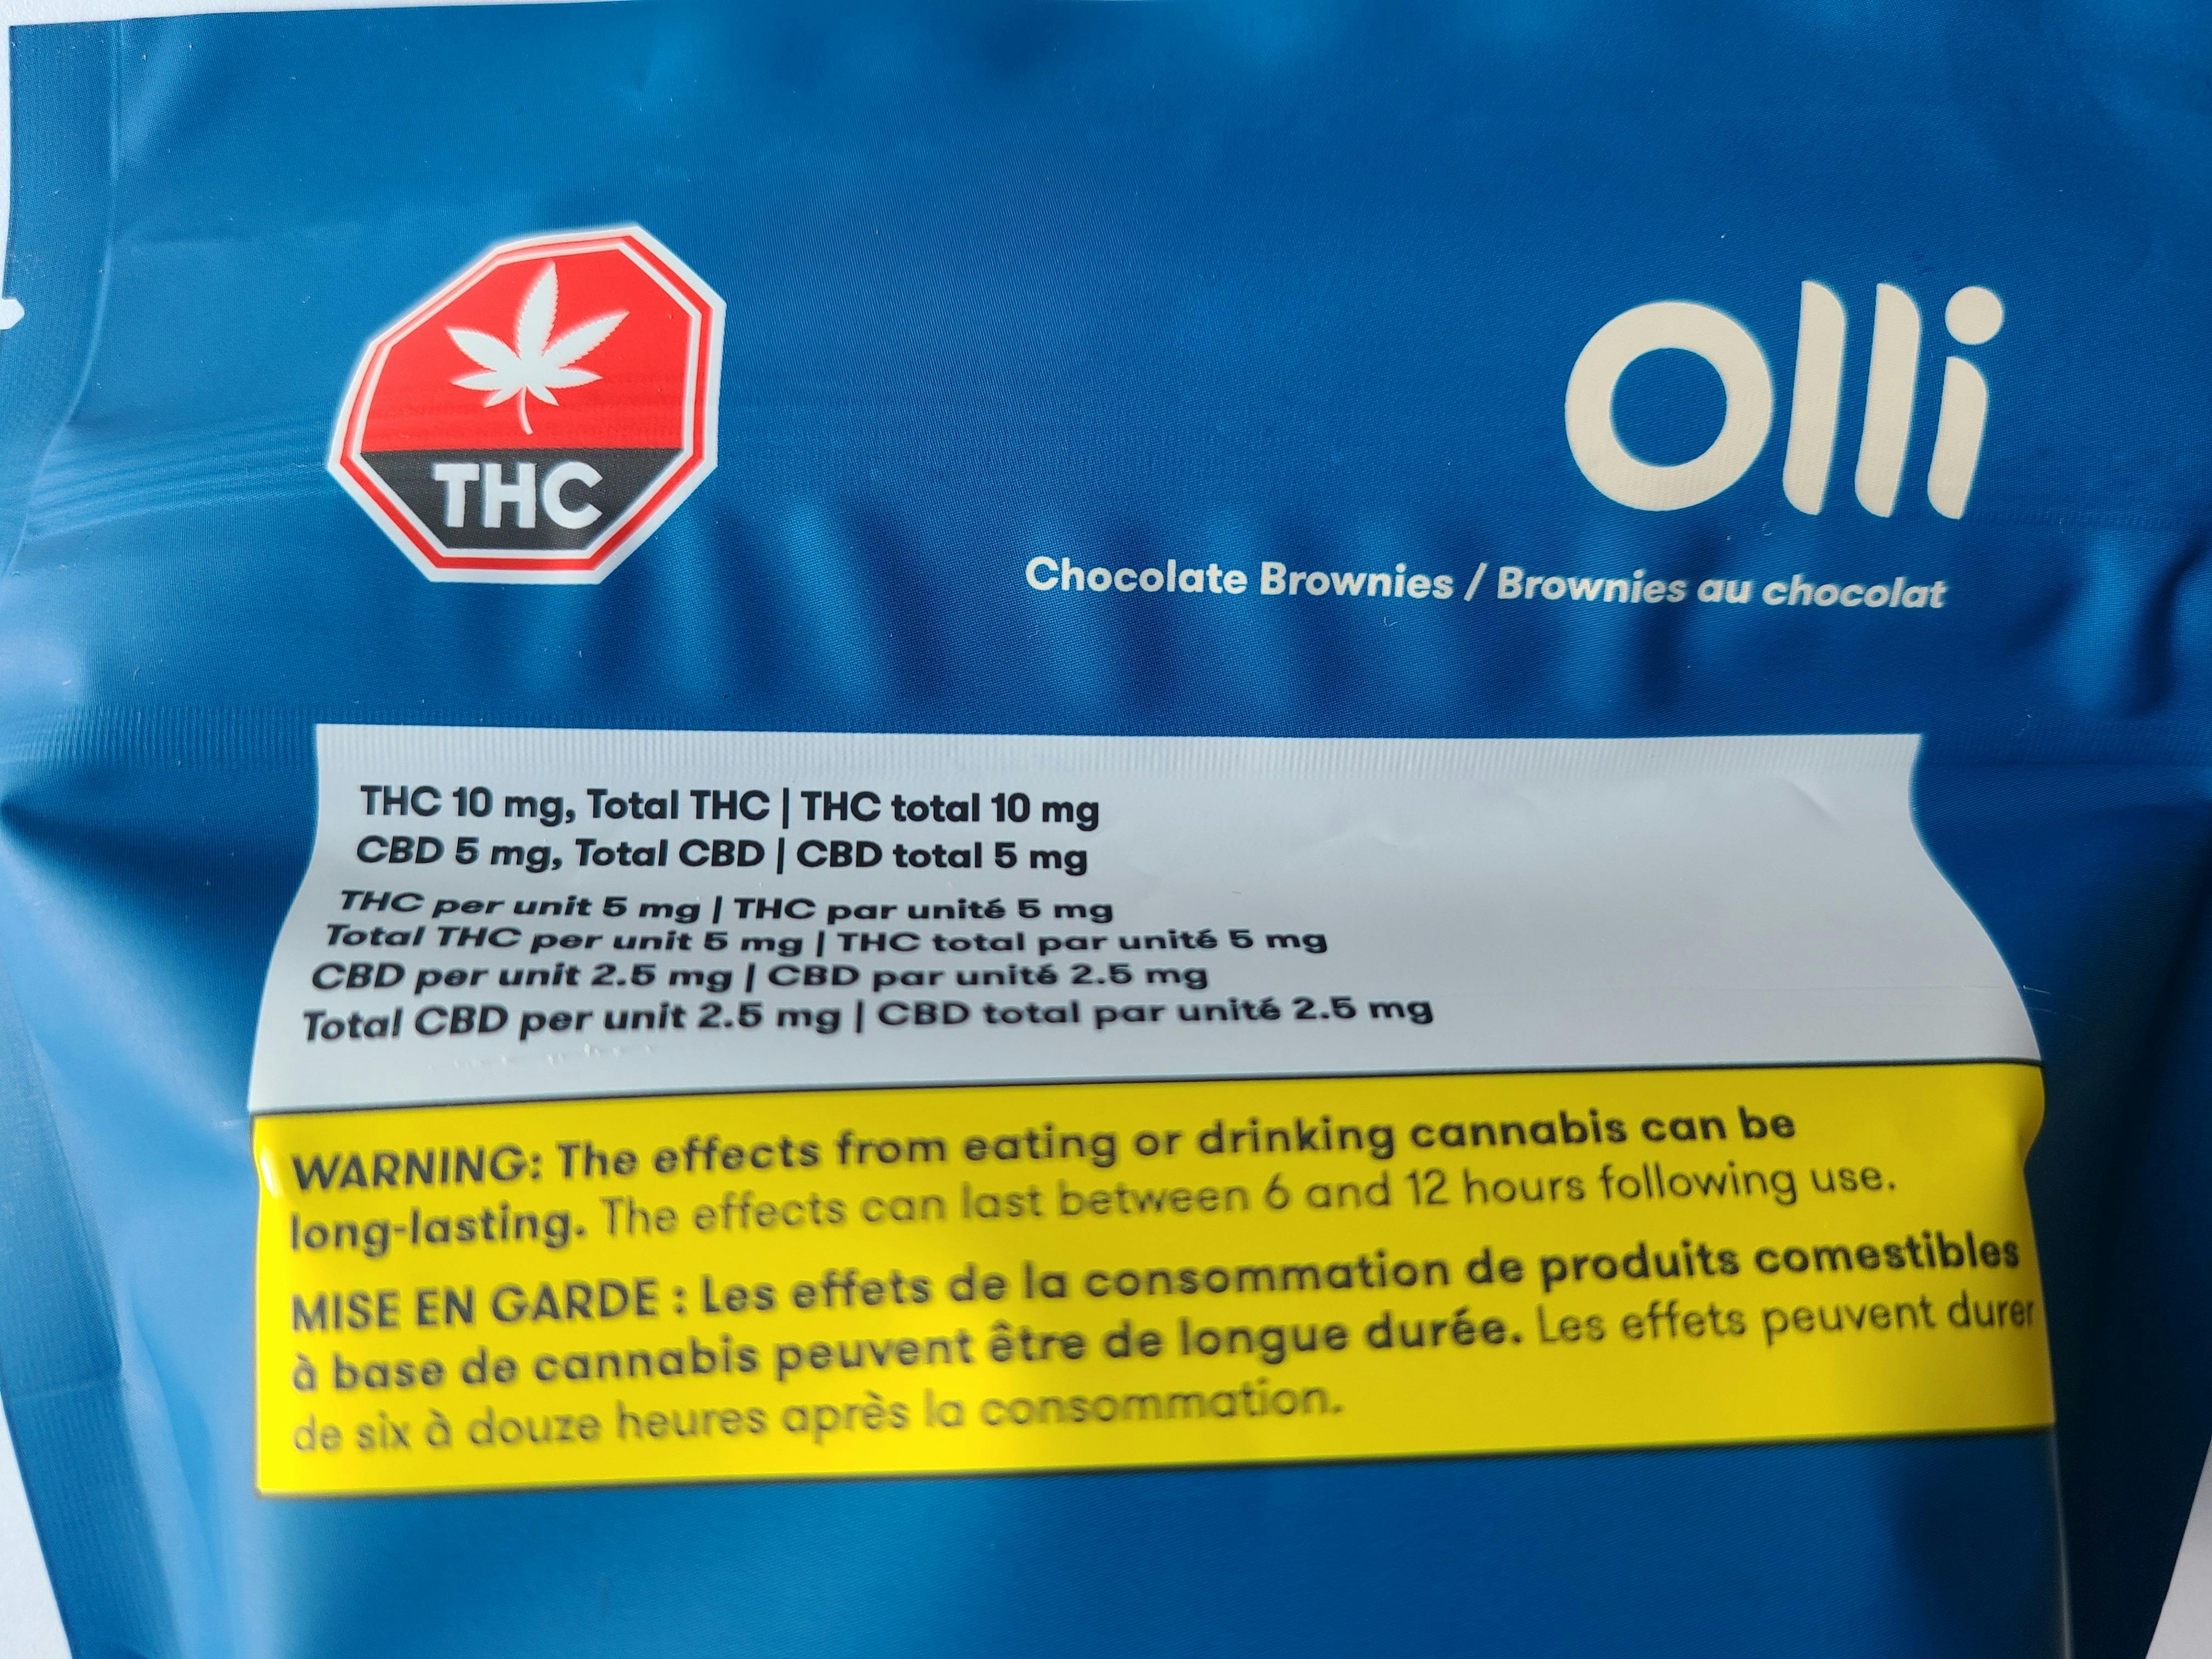 THC
Olli
Chocolate Brownies / Brownies au chocolat
THC 10 mg, Total THC | THC total 10 mg
CBD 5 mg, Total CBD | CBD total 5 mg
THC per unit 5 mg | THC par unité 5 mg
Total THC per unit 5 mg | THC total par unité 5 mg
CBD per unit 2.5 mg | CBD par unité 2.5 mg
Total CBD per unit 2.5 mg | CBD total par unité 2.5 mg
WARNING: The effects from eating or drinking cannabis can be
long-lasting. The effects can last between 6 and 12 hours following use.
MISE EN GARDE : Les effets de la consommation de produits comestibles
à base de cannabis peuvent être de longue durée. Les effets peuvent durer
de six à douze heures après la consommation.